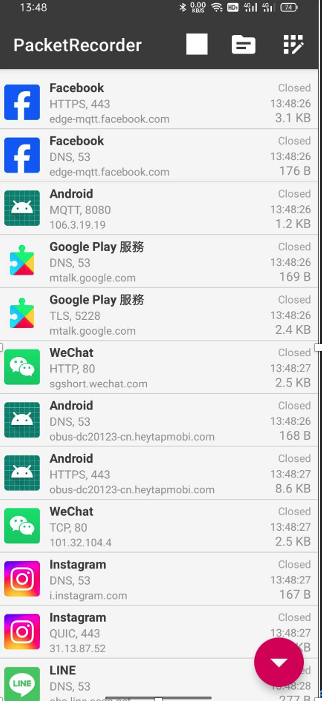 13:48
0.00 KB/S HD 4G 4G 74
PacketRecorder
Facebook Closed
HTTPS, 443 13:48:26
edge-mqtt.facebook.com 3.1 KB
Facebook Closed
DNS, 53 13:48:26
edge-mqtt.facebook.com 176 B
Android Closed
MQTT, 8080 13:48:26
106.3.19.19 1.2 KB
Google Play 服務 Closed
DNS, 53 13:48:26
mtalk.google.com 169 B
Google Play 服務 Closed
TLS, 5228 13:48:26
mtalk.google.com 2.4 KB
WeChat Closed
HTTP, 80 13:48:27
sgshort.wechat.com 2.5 KB
Android Closed
DNS, 53 13:48:26
obus-dc20123-cn.heytapmobi.com 168 B
Android Closed
HTTPS, 443 13:48:27
obus-dc20123-cn.heytapmobi.com 8.6 KB
WeChat Closed
TCP, 80 13:48:27
101.32.104.4 2.5 KB
Instagram Closed
DNS, 53 13:48:27
i.instagram.com 167 B
Instagram Closed
QUIC, 443
31.13.87.52 KB
LINE
DNS, 53
277 B